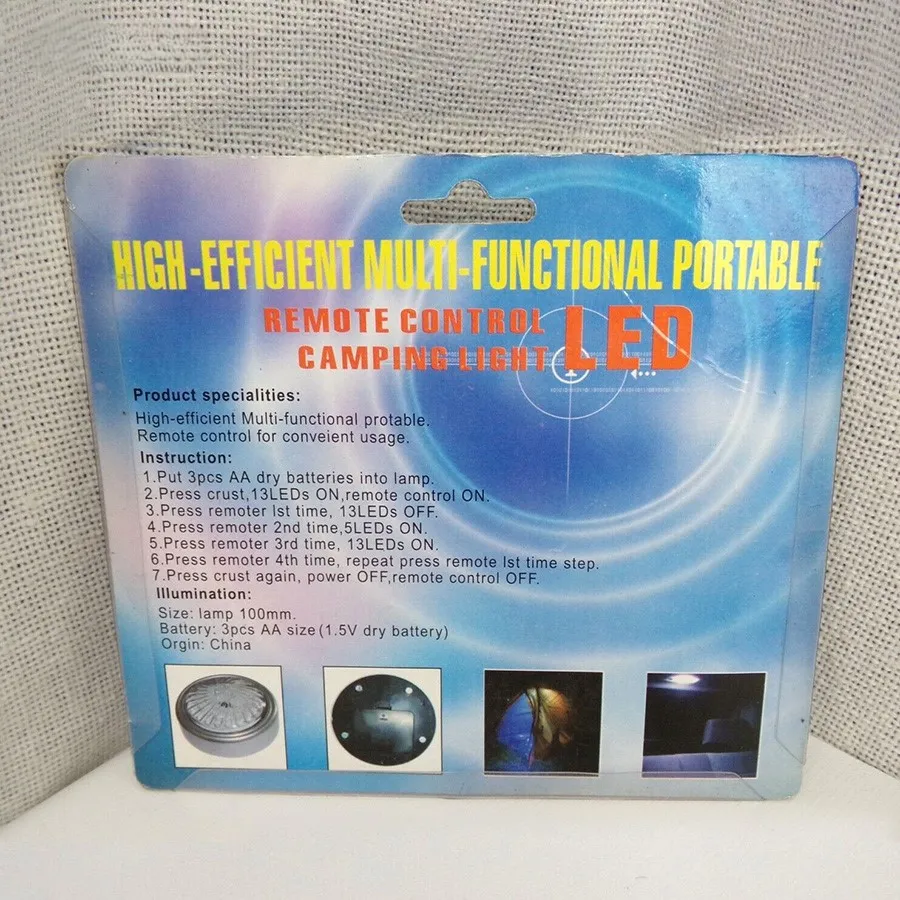 HIGH-EFFICIENT MULTI-FUNCTIONAL PORTABLE
REMOTE CONTROL LED
CAMPING LIGHT
Product specialities:
High-efficient Multi-functional protable.
Remote control for conveient usage.
Instruction:
1.Put 3pcs AA dry batteries into lamp.
2.Press crust,13LEDs ON,remote control ON.
3.Press remoter lst time, 13LEDs OFF.
4.Press remoter 2nd time,5LEDs ON.
5.Press remoter 3rd time, 13LEDs ON.
6.Press remoter 4th time, repeat press remote lst time step.
7.Press crust again, power OFF,remote control OFF.
Illumination:
Size: lamp 100mm.
Battery: 3pcs AA size(1.5V dry battery)
Orgin: China